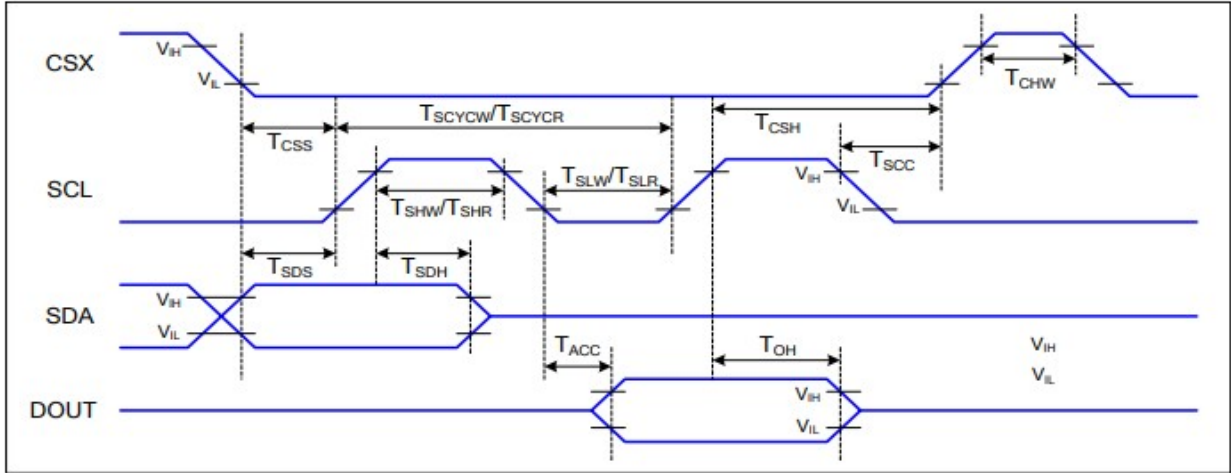 CSX
VIH
VIL
TCHW
TCSS
TSCYCW/TSCYCR
TCSH
TSCC
SCL
TSHW/TSHR
TSLW/TSLR
VIH
VIL
TSDS
TSDH
SDA
VIH
VIL
TACC
TOH
VIH
VIL
DOUT
VIH
VIL